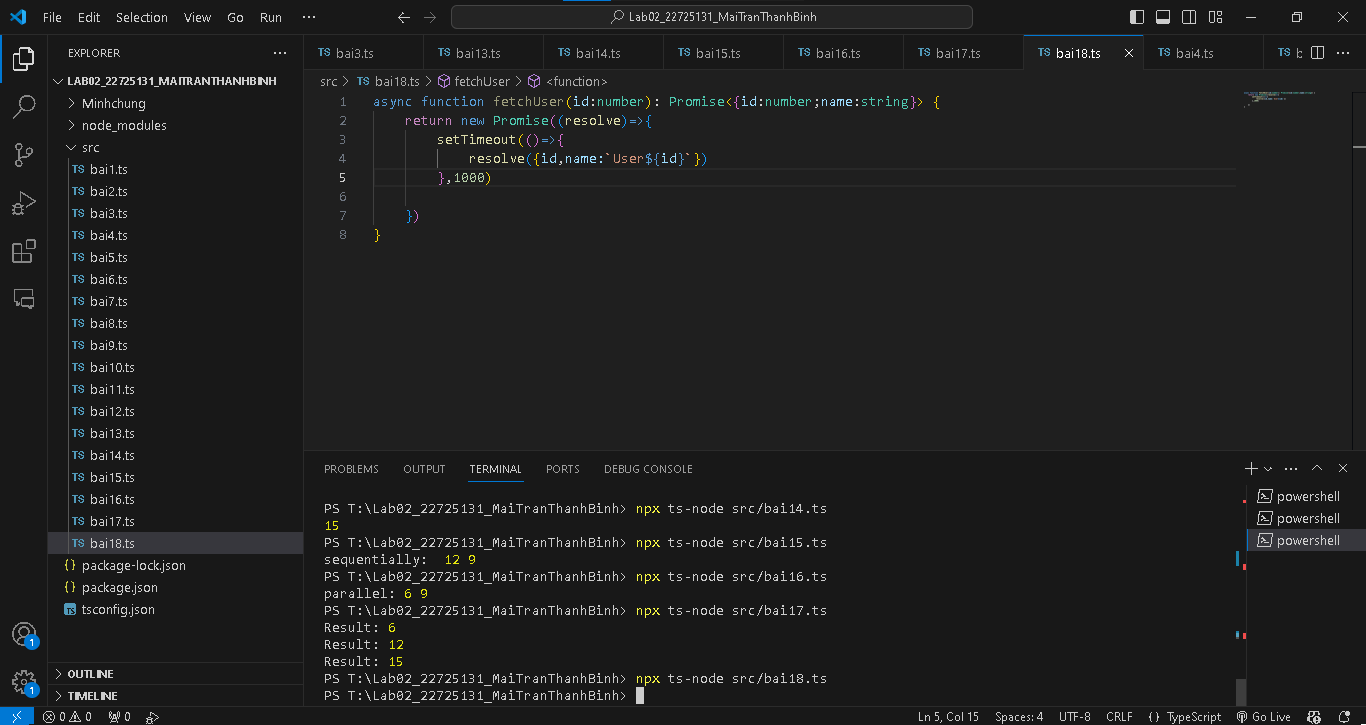 File Edit Selection View Go Run ··· Lab02_22725131_MaiTranThanhBinh
EXPLORER ···
LAB02_22725131_MAITRANTHANHBINH
Minhchung
node_modules
src
TS bai1.ts
TS bai2.ts
TS bai3.ts
TS bai4.ts
TS bai5.ts
TS bai6.ts
TS bai7.ts
TS bai8.ts
TS bai9.ts
TS bai10.ts
TS bai11.ts
TS bai12.ts
TS bai13.ts
TS bai14.ts
TS bai15.ts
TS bai16.ts
TS bai17.ts
TS bai18.ts
{} package-lock.json
{} package.json
TS tsconfig.json
OUTLINE
TIMELINE
1
1
TS bai3.ts TS bai13.ts TS bai14.ts TS bai15.ts TS bai16.ts TS bai17.ts TS bai18.ts TS bai4.ts TS b
src > TS bai18.ts > fetchUser > <function>
1 async function fetchUser(id:number): Promise<{id:number;name:string}> {
2 return new Promise((resolve)=>{
3 setTimeout(()=>{
4 resolve({id,name:`User${id}`})
5 },1000)
6
7 })
8 }
PROBLEMS OUTPUT TERMINAL PORTS DEBUG CONSOLE
PS T:\Lab02_22725131_MaiTranThanhBinh> npx ts-node src/bai14.ts
15
PS T:\Lab02_22725131_MaiTranThanhBinh> npx ts-node src/bai15.ts
sequentially:  12 9
PS T:\Lab02_22725131_MaiTranThanhBinh> npx ts-node src/bai16.ts
parallel: 6 9
PS T:\Lab02_22725131_MaiTranThanhBinh> npx ts-node src/bai17.ts
Result: 6
Result: 12
Result: 15
PS T:\Lab02_22725131_MaiTranThanhBinh> npx ts-node src/bai18.ts
PS T:\Lab02_22725131_MaiTranThanhBinh>
powershell
powershell
powershell
0 0 0 Ln 5, Col 15 Spaces: 4 UTF-8 CRLF {} TypeScript Go Live